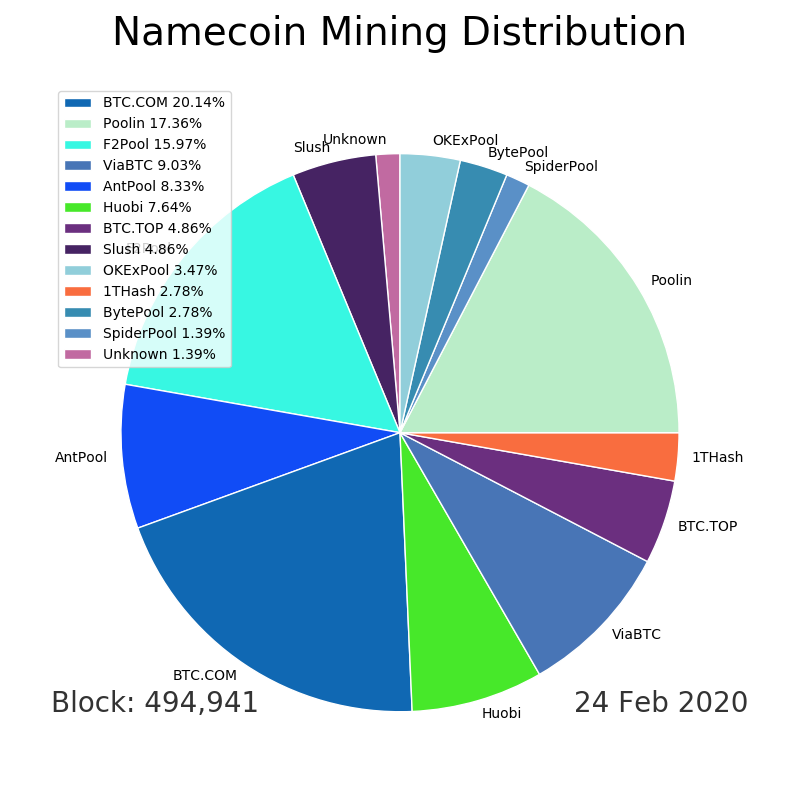 Namecoin Mining Distribution
BTC.COM 20.14%
Poolin 17.36%
F2Pool 15.97%
ViaBTC 9.03%
AntPool 8.33%
Huobi 7.64%
BTC.TOP 4.86%
Slush 4.86%
OKExPool 3.47%
1THash 2.78%
BytePool 2.78%
SpiderPool 1.39%
Unknown 1.39%
Slush
Unknown
OKExPool
BytePool
SpiderPool
Poolin
1THash
BTC.TOP
ViaBTC
Huobi
BTC.COM
AntPool
Block: 494,941
24 Feb 2020